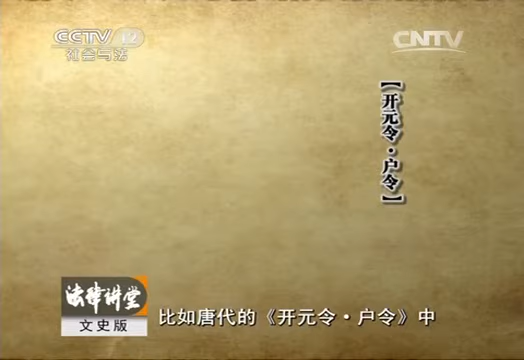 CCTV 12
社会与法
CNTV
【开元令·户令】
法律讲堂
文史版
比如唐代的《开元令·户令》中